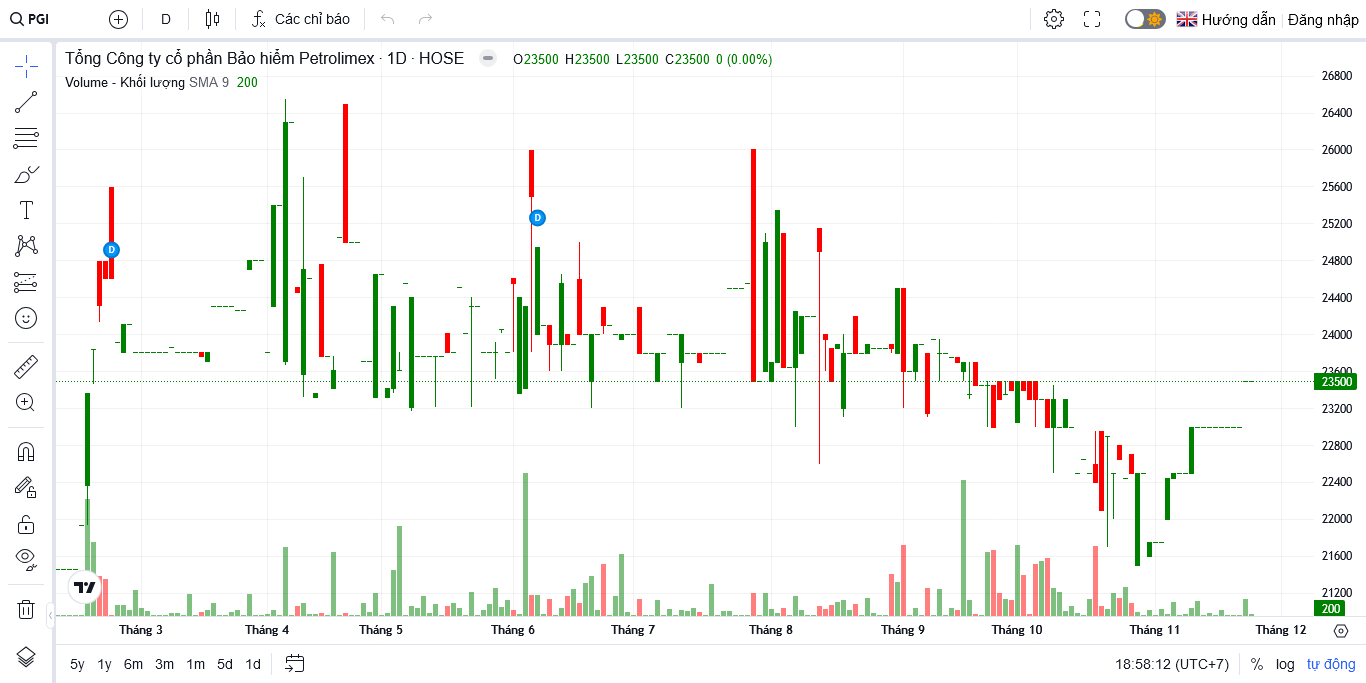 PGI D Các chỉ báo Hướng dẫn Đăng nhập
Tổng Công ty cổ phần Bảo hiểm Petrolimex · 1D · HOSE O23500 H23500 L23500 C23500 0 (0.00%)
Volume - Khối lượng SMA 9 200
26800
26400
26000
25600
25200
24800
24400
24000
23600
23500
23200
22800
22400
22000
21600
21200
200
D
D
Tháng 3 Tháng 4 Tháng 5 Tháng 6 Tháng 7 Tháng 8 Tháng 9 Tháng 10 Tháng 11 Tháng 12
5y 1y 6m 3m 1m 5d 1d 18:58:12 (UTC+7) % log tự động